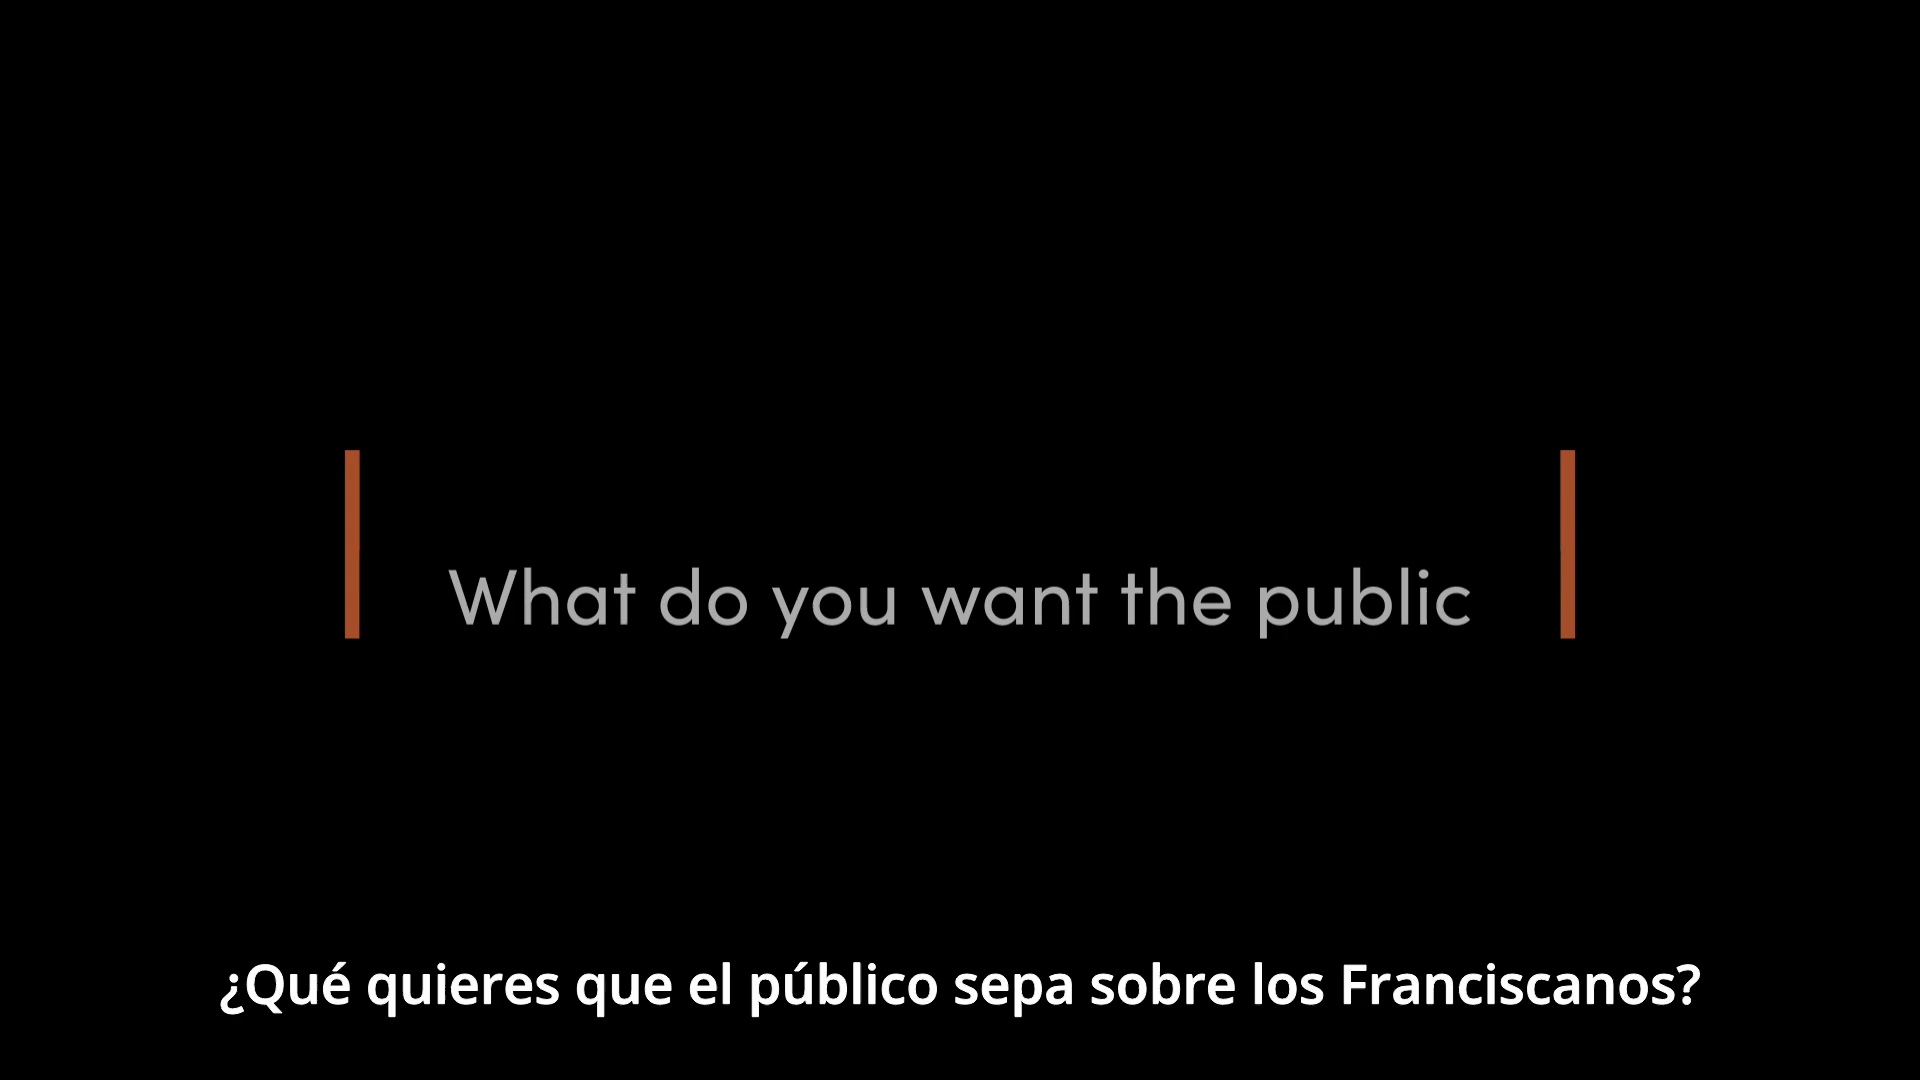 What do you want the public
¿Qué quieres que el público sepa sobre los Franciscanos?